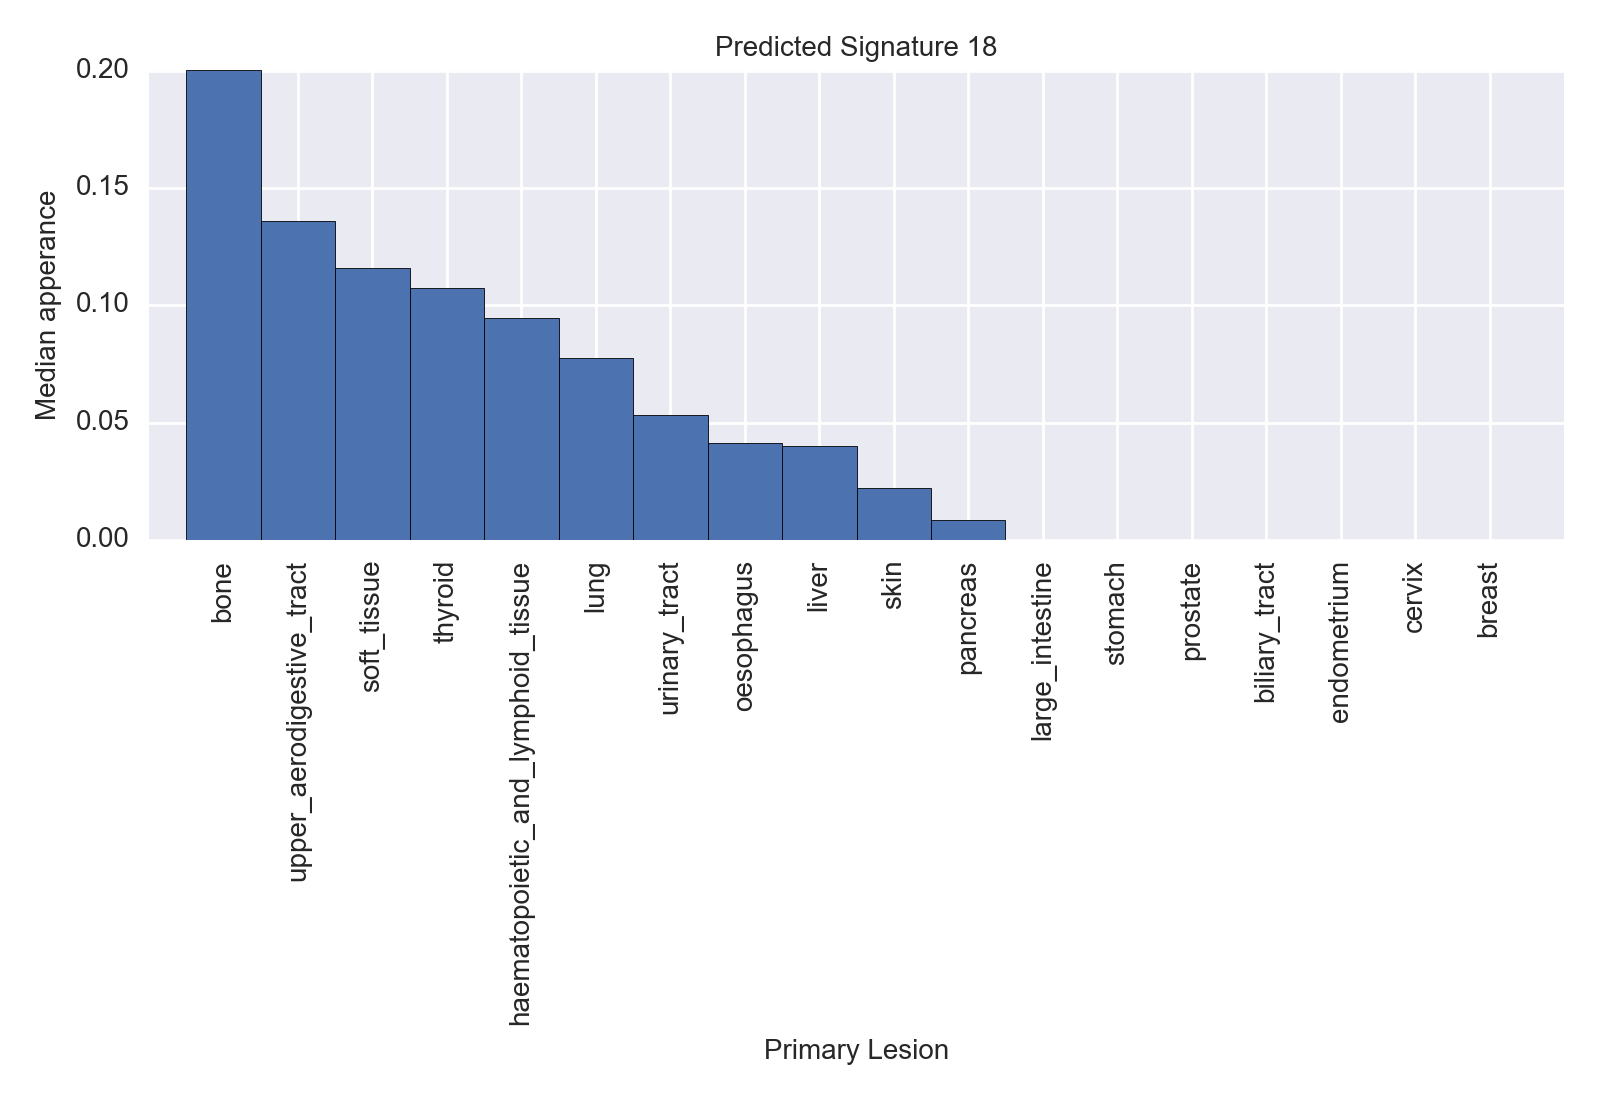 Predicted Signature 18
0.20
0.15
0.10
0.05
0.00
Median apperance
bone
upper_aerodigestive_tract
soft_tissue
thyroid
haematopoietic_and_lymphoid_tissue
lung
urinary_tract
oesophagus
liver
skin
pancreas
large_intestine
stomach
prostate
biliary_tract
endometrium
cervix
breast
Primary Lesion